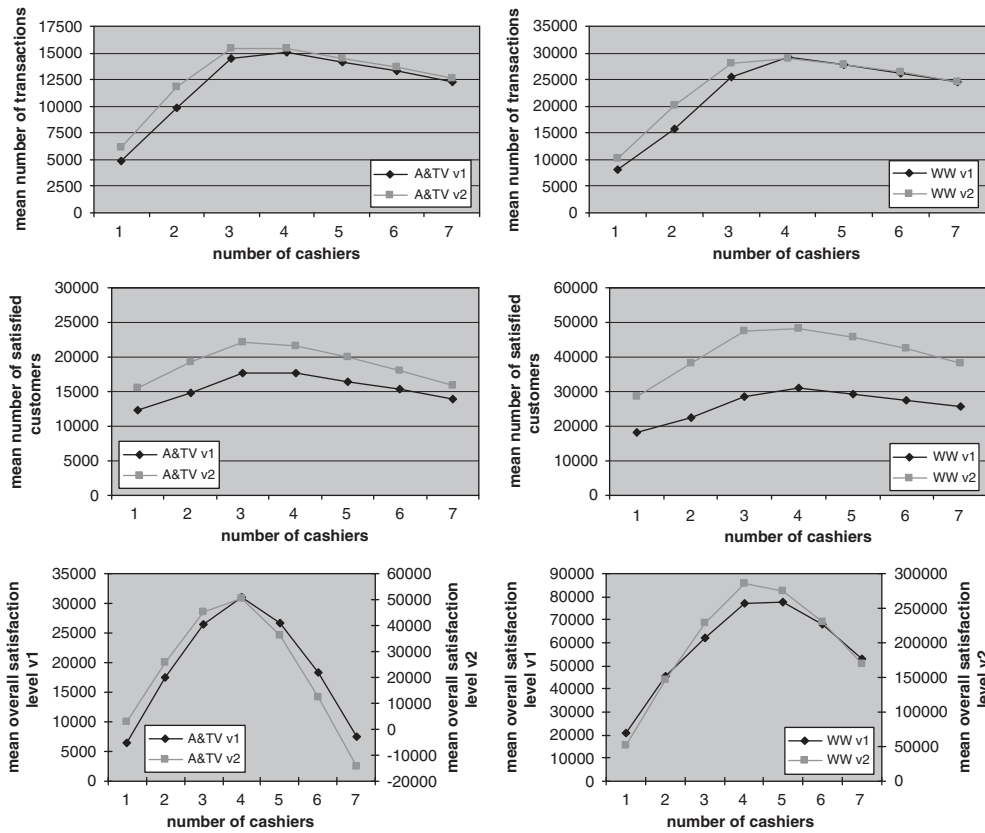 mean number of transactions
17500
15000
12500
10000
7500
5000
2500
0
1 2 3 4 5 6 7
number of cashiers
A&TV v1
A&TV v2
mean number of transactions
35000
30000
25000
20000
15000
10000
5000
0
1 2 3 4 5 6 7
number of cashiers
WW v1
WW v2
mean number of satisfied
customers
30000
25000
20000
15000
10000
5000
0
1 2 3 4 5 6 7
number of cashiers
A&TV v1
A&TV v2
mean number of satisfied
customers
60000
50000
40000
30000
20000
10000
0
1 2 3 4 5 6 7
number of cashiers
WW v1
WW v2
mean overall satisfaction
level v1
35000
30000
25000
20000
15000
10000
5000
0
1 2 3 4 5 6 7
number of cashiers
A&TV v1
A&TV v2
60000
50000
40000
30000
20000
10000
0
-10000
-20000
mean overall satisfaction
level v2
mean overall satisfaction
level v1
90000
80000
70000
60000
50000
40000
30000
20000
10000
0
1 2 3 4 5 6 7
number of cashiers
WW v1
WW v2
300000
250000
200000
150000
100000
50000
0
mean overall satisfaction
level v2